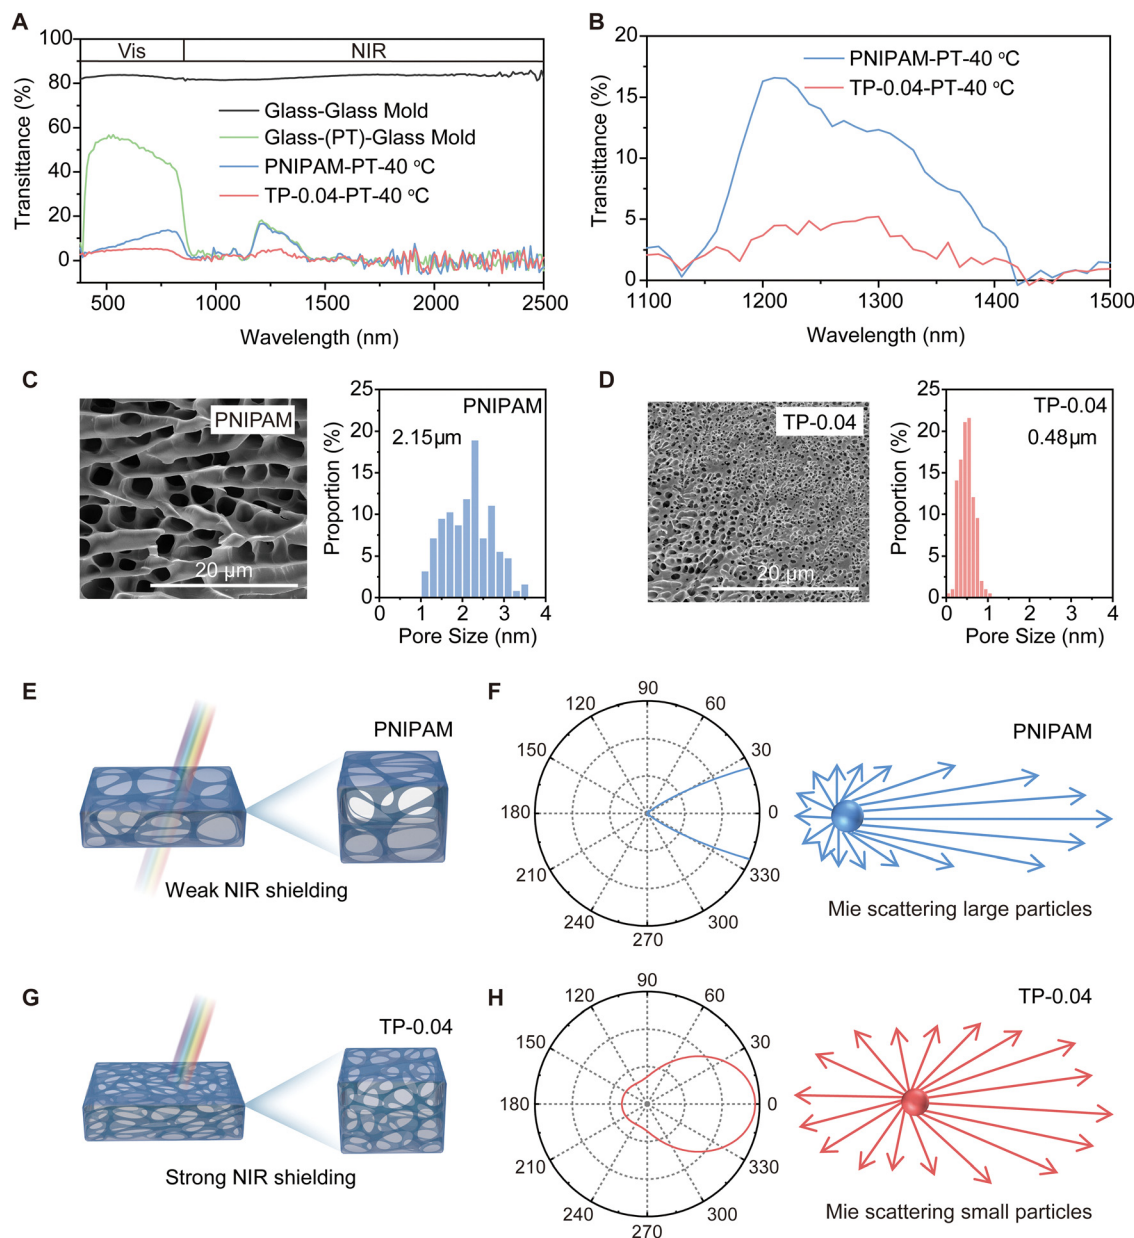 A
Vis
NIR
100
80
60
40
20
0
Transittance (%)
Glass-Glass Mold
Glass-(PT)-Glass Mold
PNIPAM-PT-40 °C
TP-0.04-PT-40 °C
500
1000
1500
2000
2500
Wavelength (nm)
B
20
15
10
5
0
Transittance (%)
PNIPAM-PT-40 °C
TP-0.04-PT-40 °C
1100
1200
1300
1400
1500
Wavelength (nm)
C
PNIPAM
20 µm
25
20
15
10
5
0
Proportion (%)
PNIPAM
2.15µm
0
1
2
3
4
Pore Size (nm)
D
TP-0.04
20 µm
25
20
15
10
5
0
Proportion (%)
TP-0.04
0.48µm
0
1
2
3
4
Pore Size (nm)
E
PNIPAM
Weak NIR shielding
F
90
120
60
150
30
180
0
210
330
240
300
270
PNIPAM
Mie scattering large particles
G
TP-0.04
Strong NIR shielding
H
90
120
60
150
30
180
0
210
330
240
300
270
TP-0.04
Mie scattering small particles